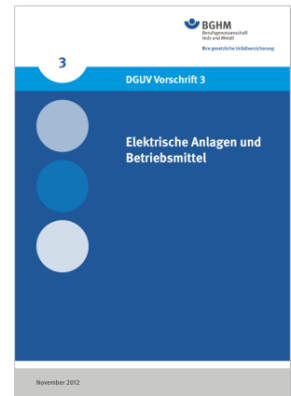 BGHM
Berufsgenossenschaft
Holz und Metall
Ihre gesetzliche Unfallversicherung
3
DGUV Vorschrift 3
Elektrische Anlagen und
Betriebsmittel
November 2012